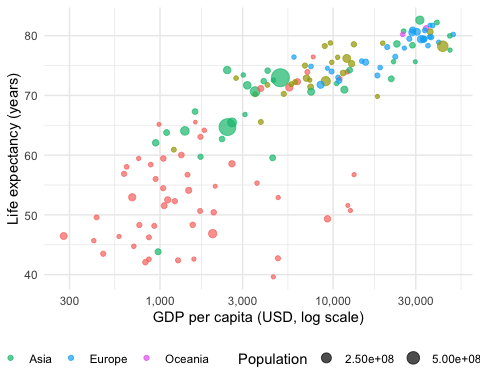 80
70
60
50
40
Life expectancy (years)
300
1,000
3,000
10,000
30,000
GDP per capita (USD, log scale)
Asia
Europe
Oceania
Population
2.50e+08
5.00e+08